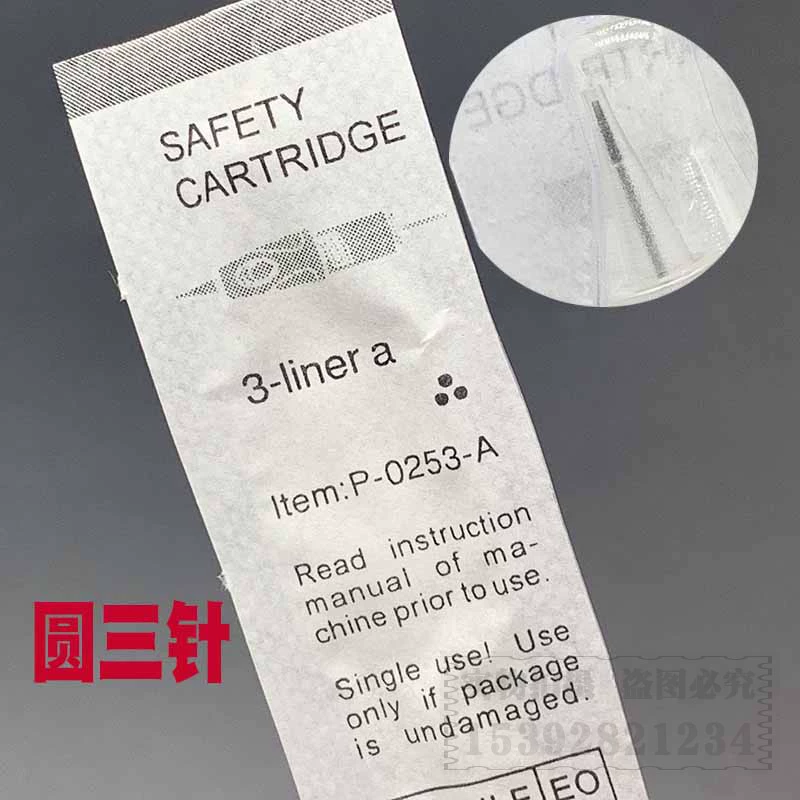 SAFETY
CARTRIDGE
3-liner a
Item:P-0253-A
Read instruction
manual of ma-
chine prior to use.
Single use! Use
only if package
is undamaged.
EO
圆三针
盗图必究
15392821234